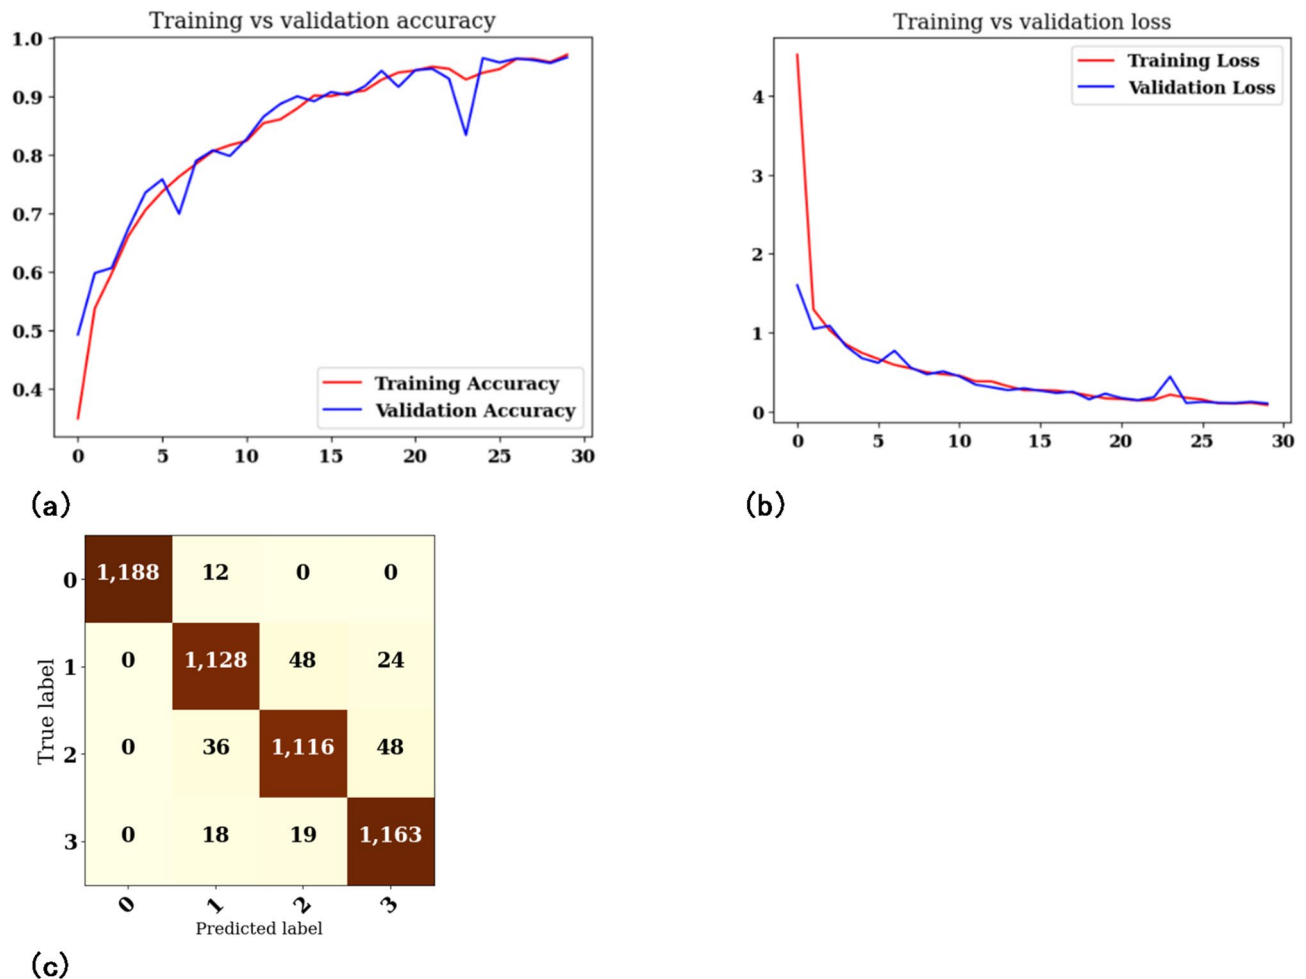 Training vs validation accuracy
1.0
0.9
0.8
0.7
0.6
0.5
0.4
Training Accuracy
Validation Accuracy
0 5 10 15 20 25 30
(a)
Training vs validation loss
Training Loss
Validation Loss
4
3
2
1
0
0 5 10 15 20 25 30
(b)
True label
0 1,188 12 0 0
1 0 1,128 48 24
2 0 36 1,116 48
3 0 18 19 1,163
0 1 2 3
Predicted label
(c)